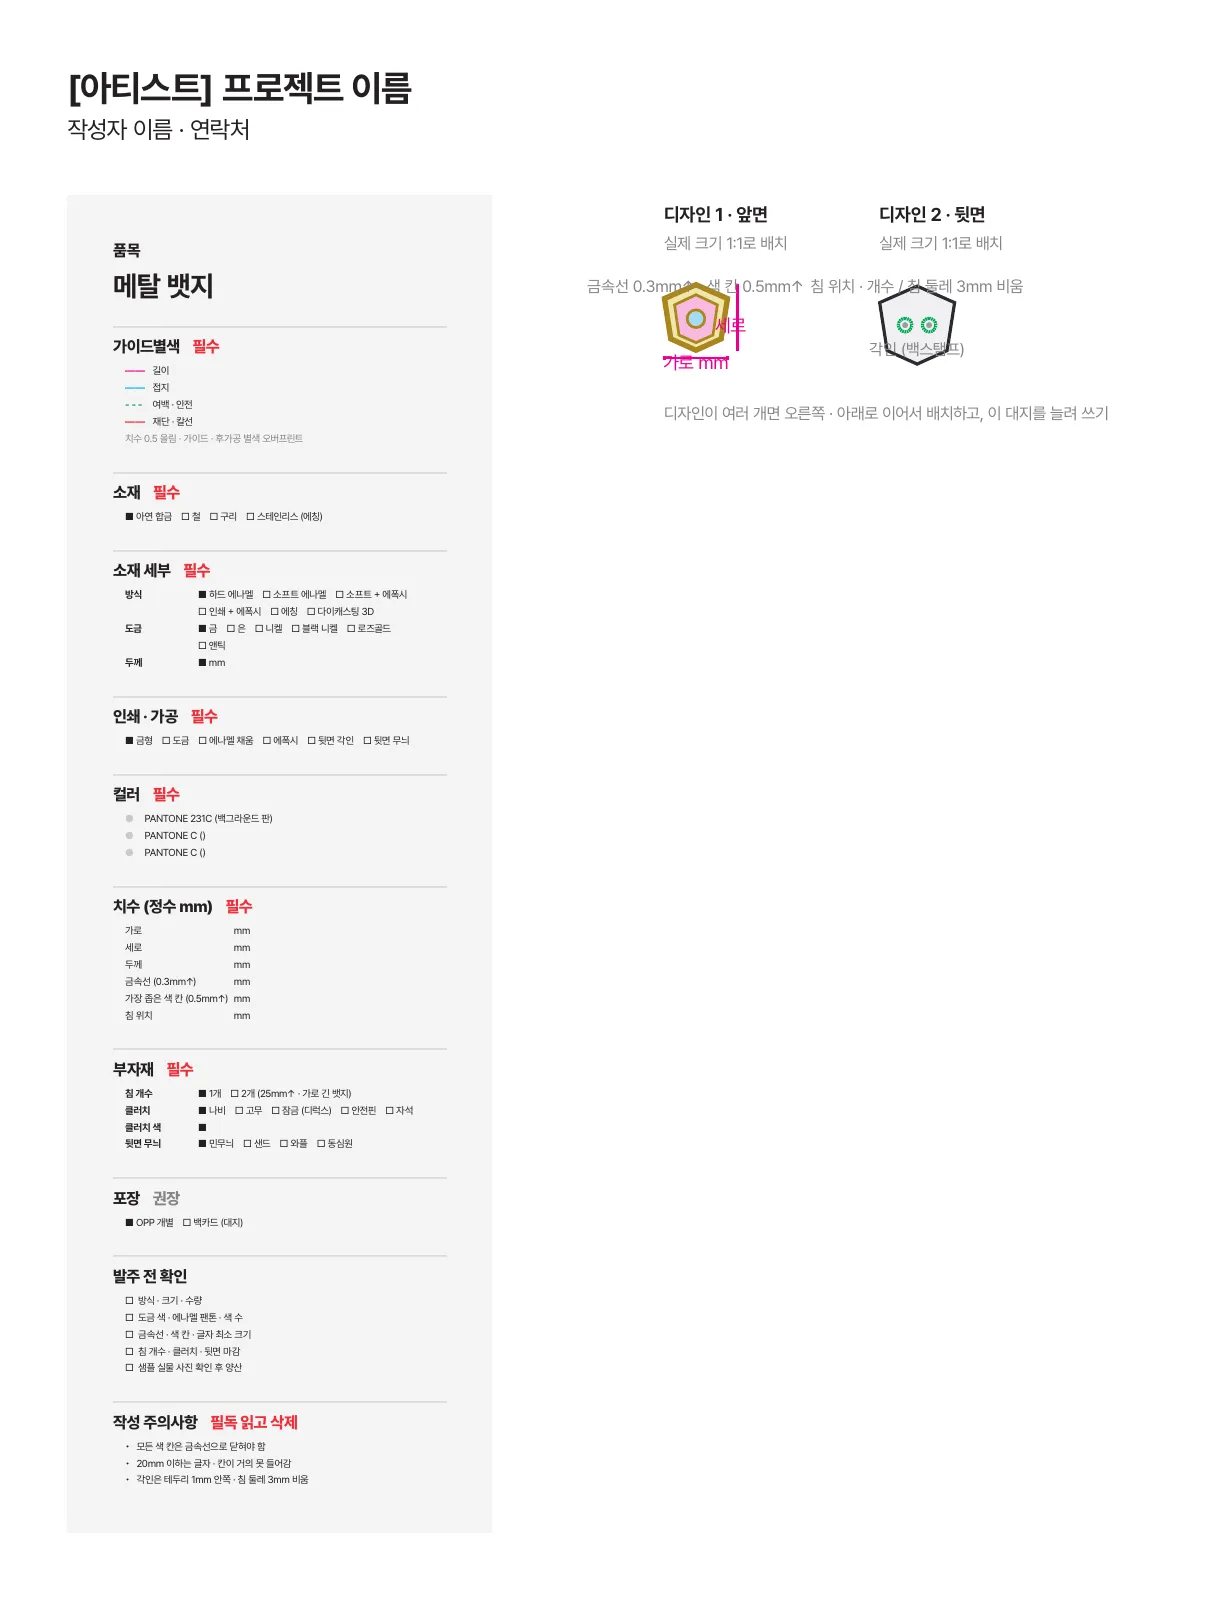 [아티스트] 프로젝트 이름
작성자 이름 · 연락처
품목
메탈 뱃지
가이드별색 필수
길이
접지
여백 · 안전
재단 · 칼선
치수 0.5 올림 · 가이드 · 후가공 별색 오버프린트
소재 필수
■ 아연 합금 □ 철 □ 구리 □ 스테인리스 (에칭)
소재 세부 필수
방식 ■ 하드 에나멜 □ 소프트 에나멜 □ 소프트 + 에폭시
□ 인쇄 + 에폭시 □ 에칭 □ 다이캐스팅 3D
도금 ■ 금 □ 은 □ 니켈 □ 블랙 니켈 □ 로즈골드
□ 앤틱
두께 ■ mm
인쇄 · 가공 필수
■ 금형 □ 도금 □ 에나멜 채움 □ 에폭시 □ 뒷면 각인 □ 뒷면 무늬
컬러 필수
PANTONE 231C (백그라운드 판)
PANTONE C ()
PANTONE C ()
치수 (정수 mm) 필수
가로 mm
세로 mm
두께 mm
금속선 (0.3mm↑) mm
가장 좁은 색 칸 (0.5mm↑) mm
침 위치 mm
부자재 필수
침 개수 ■ 1개 □ 2개 (25mm↑ · 가로 긴 뱃지)
클러치 ■ 나비 □ 고무 □ 잠금 (디럭스) □ 안전핀 □ 자석
클러치 색 ■
뒷면 무늬 ■ 민무늬 □ 샌드 □ 와플 □ 동심원
포장 권장
■ OPP 개별 □ 백카드 (대지)
발주 전 확인
□ 방식 · 크기 · 수량
□ 도금 색 · 에나멜 팬톤 · 색 수
□ 금속선 · 색 칸 · 글자 최소 크기
□ 침 개수 · 클러치 · 뒷면 마감
□ 샘플 실물 사진 확인 후 양산
작성 주의사항 필독 읽고 삭제
• 모든 색 칸은 금속선으로 닫혀야 함
• 20mm 이하는 글자 · 칸이 거의 못 들어감
• 각인은 테두리 1mm 안쪽 · 침 둘레 3mm 비움
디자인 1 · 앞면
실제 크기 1:1로 배치
금속선 0.3mm↑ · 색 칸 0.5mm↑
세로
가로 mm
디자인 2 · 뒷면
실제 크기 1:1로 배치
침 위치 · 개수 / 침 둘레 3mm 비움
각인 (백스탬프)
디자인이 여러 개면 오른쪽 · 아래로 이어서 배치하고, 이 대지를 늘려 쓰기